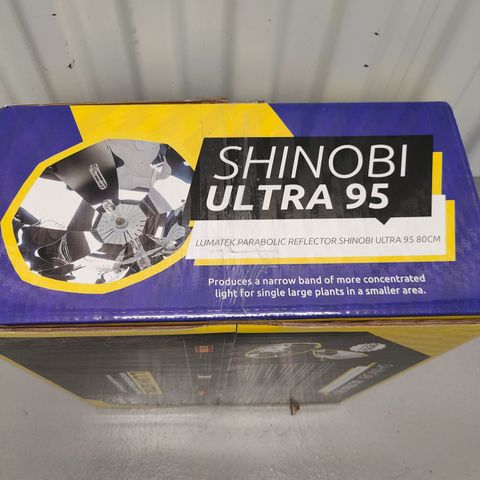 SHINOBI
ULTRA 95
LUMATEK PARABOLIC REFLECTOR SHINOBI ULTRA 95 80CM
Produces a narrow band of more concentrated
light for single large plants in a smaller area.